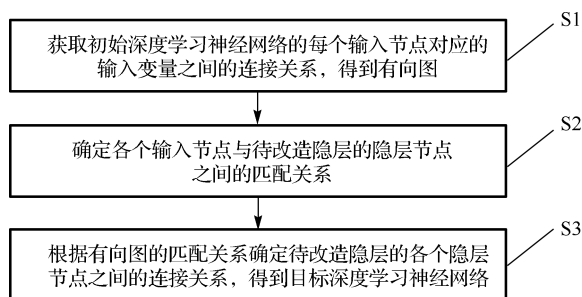 S1
获取初始深度学习神经网络的每个输入节点对应的
输入变量之间的连接关系，得到有向图
S2
确定各个输入节点与待改造隐层的隐层节点
之间的匹配关系
S3
根据有向图的匹配关系确定待改造隐层的各个隐层
节点之间的连接关系，得到目标深度学习神经网络